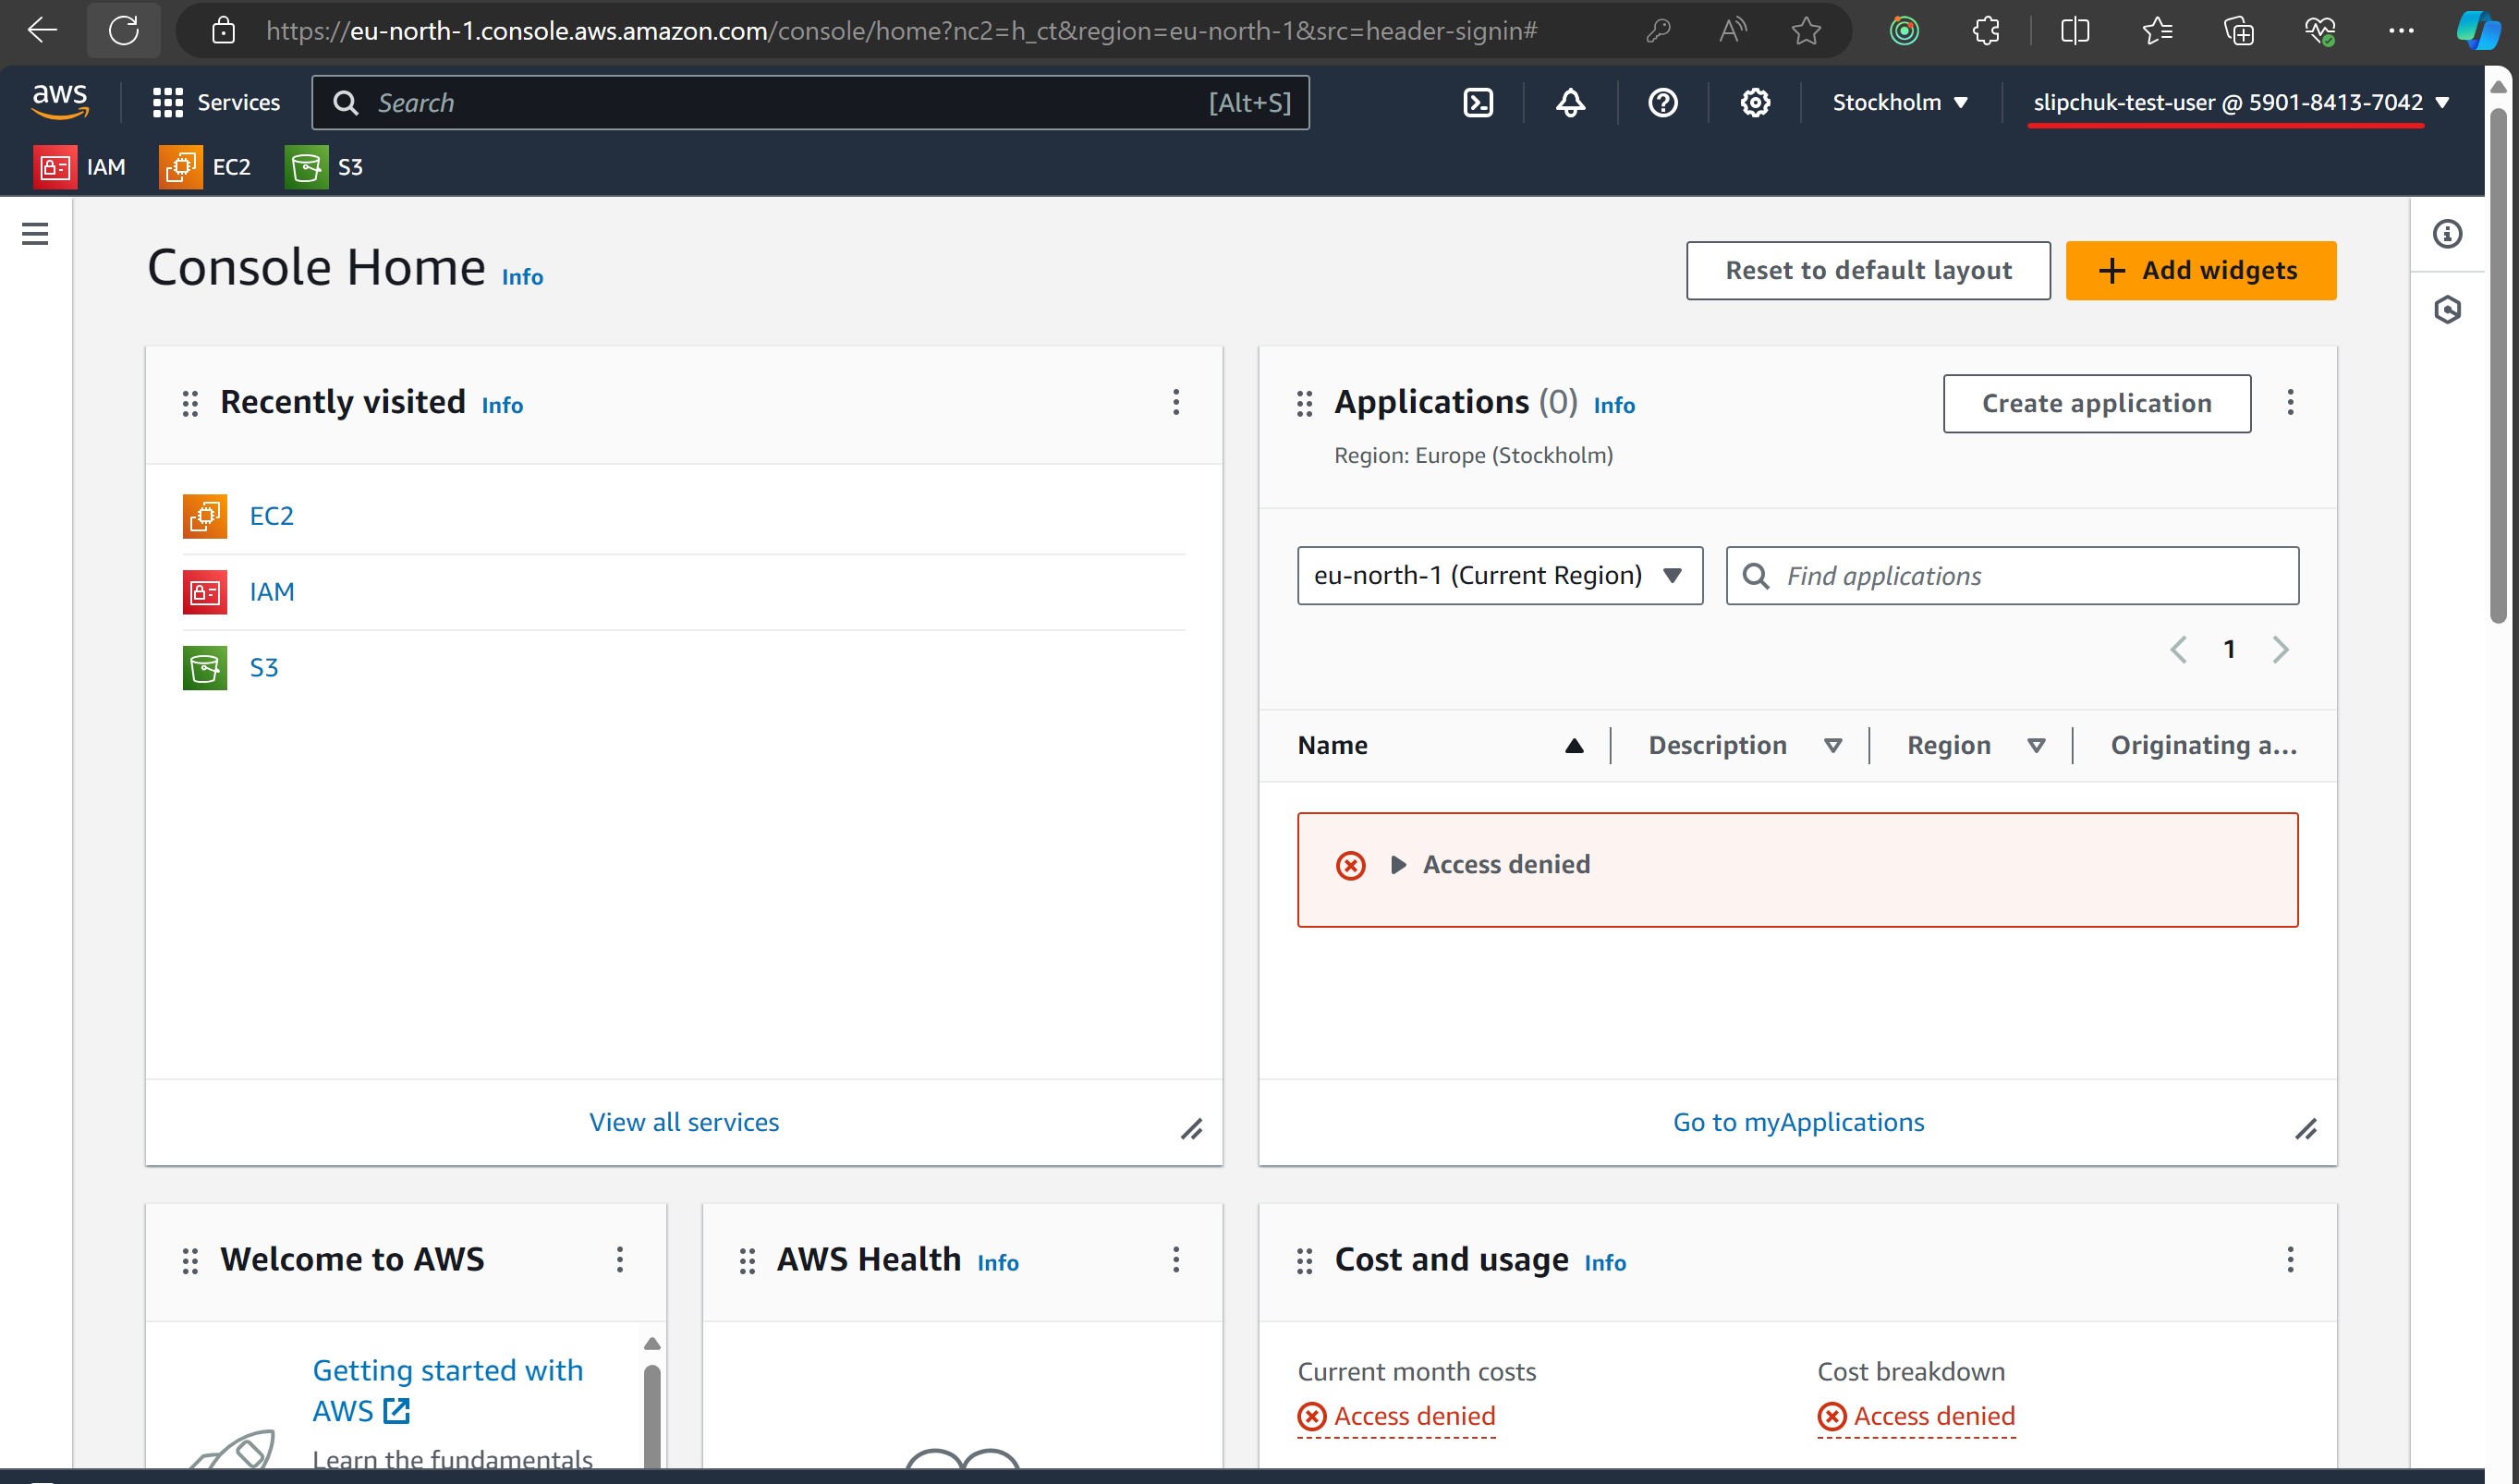 https://eu-north-1.console.aws.amazon.com/console/home?nc2=h_ct&region=eu-north-1&src=header-signin#
aws
Services
Search
[Alt+S]
Stockholm
slipchuk-test-user @ 5901-8413-7042
IAM
EC2
S3
Console Home Info
Reset to default layout
Add widgets
Recently visited Info
EC2
IAM
S3
View all services
Applications (0) Info
Create application
Region: Europe (Stockholm)
eu-north-1 (Current Region)
Find applications
1
Name
Description
Region
Originating a...
Access denied
Go to myApplications
Welcome to AWS
Getting started with
AWS
Learn the fundamentals
AWS Health Info
Cost and usage Info
Current month costs
Access denied
Cost breakdown
Access denied